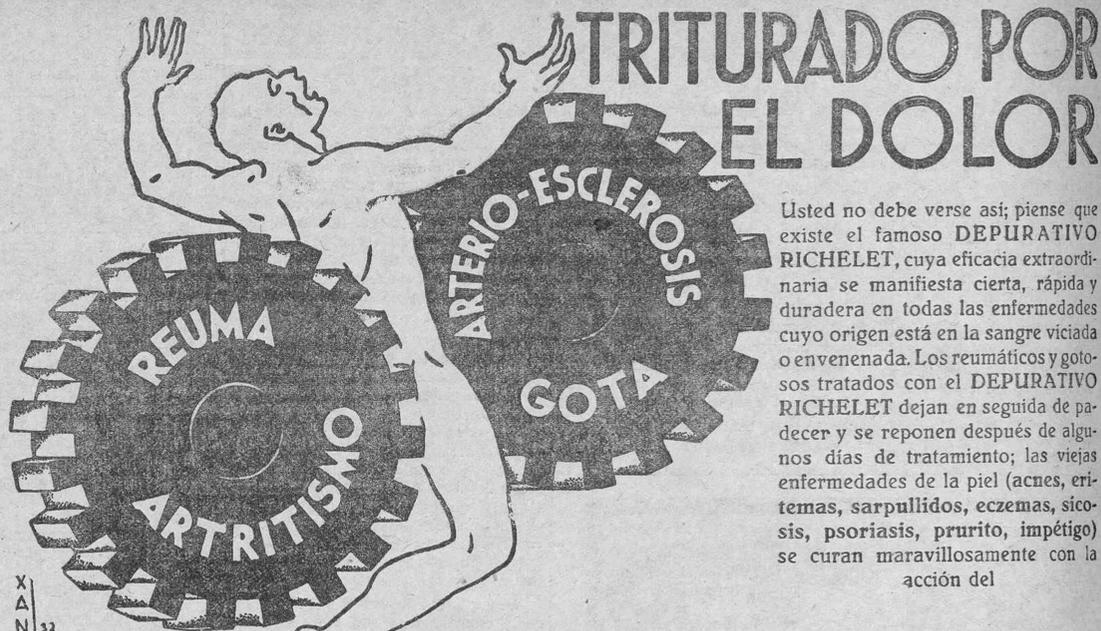 TRITURADO POR
EL DOLOR
Usted no debe verse así; piense que
existe el famoso DEPURATIVO
RICHELET, cuya eficacia extraordi-
naria se manifiesta cierta, rápida y
duradera en todas las enfermedades
cuyo origen está en la sangre viciada
o envenenada. Los reumáticos y goto-
sos tratados con el DEPURATIVO
RICHELET dejan en seguida de pa-
decer y se reponen después de algu-
nos días de tratamiento; las viejas
enfermedades de la piel (acnes, eri-
temas, sarpullidos, eczemas, sico-
sis, psoriasis, prurito, impétigo)
se curan maravillosamente con la
acción del
ARTERIO-ESCLEROSIS
GOTA
REUMA
ARTRITISMO
XAN 32